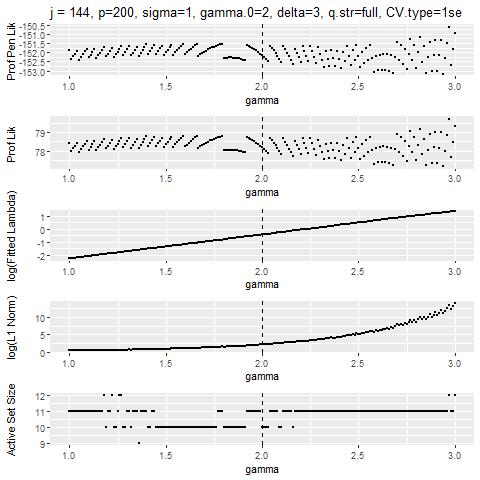 j = 144, p=200, sigma=1, gamma.0=2, delta=3, q.str=full, CV.type=1se
Prof Pen Lik
-150.5
-151.0
-151.5
-152.0
-152.5
-153.0
1.0 1.5 2.0 2.5 3.0
gamma
Prof Lik
79
78
1.0 1.5 2.0 2.5 3.0
gamma
log(Fitted Lambda)
1
0
-1
-2
1.0 1.5 2.0 2.5 3.0
gamma
log(L1 Norm)
10
5
0
1.0 1.5 2.0 2.5 3.0
gamma
Active Set Size
12
11
10
9
1.0 1.5 2.0 2.5 3.0
gamma